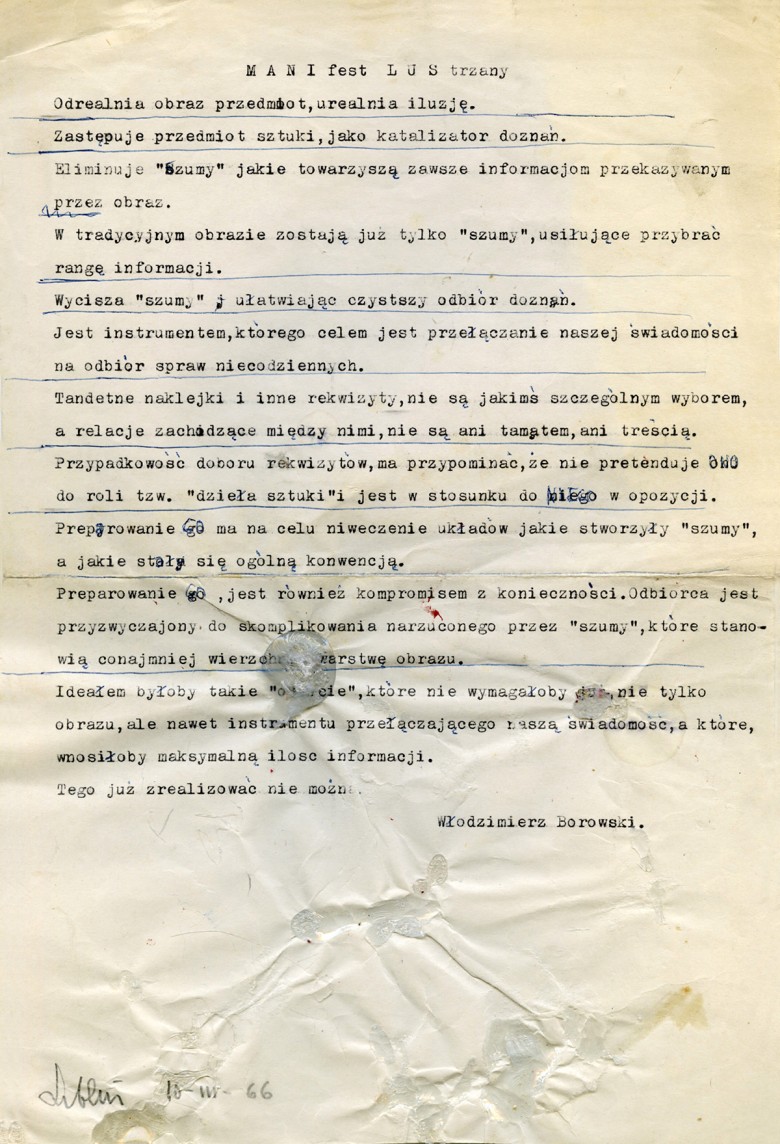 M A N I fest L U S trzany
Odrealnia obraz przedmiot,urealnia iluzję.
Zastępuje przedmiot sztuki,jako katalizator doznań.
Eliminuje "Szumy" jakie towarzyszą zawsze informacjom przekazywanym
przez obraz.
W tradycyjnym obrazie zostają już tylko "szumy",usiłujące przybrać
rangę informacji.
Wycisza "szumy" ułatwiając czystszy odbiór doznań.
Jest instrumentem,którego celem jest przełączanie naszej świadomości
na odbiór spraw niecodziennych.
Tandetne naklejki i inne rekwizyty,nie są jakimś szczególnym wyborem,
a relacje zachodzące między nimi,nie są ani tematem,ani treścią.
Przypadkowość doboru rekwizytów,ma przypominać,że nie pretenduje ONO
do roli tzw. "dzieła sztuki"i jest w stosunku do NIEGO w opozycji.
Preparowanie GO ma na celu niweczenie układów jakie stworzyły "szumy",
a jakie stały się ogólną konwencją.
Preparowanie GO ,jest również kompromisem z konieczności.Odbiorca jest
przyzwyczajony do skomplikowania narzuconego przez "szumy",które stano-
wią conajmniej warstwę obrazu.
Ideałem byłoby takie które nie wymagałoby nie tylko
obrazu,ale nawet instrumentu przełączającego naszą świadomość,a które,
wnosiłoby maksymalną ilosc informacji.
Tego już zrealizować nie można.
Włodzimierz Borowski.
Lublin 10-III-66